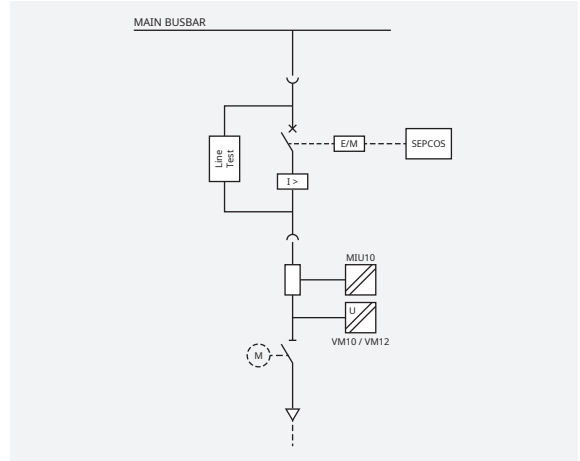 MAIN BUSBAR
Line
Test
E/M
SEPCOS
I >
MIU10
U
VM10 / VM12
M